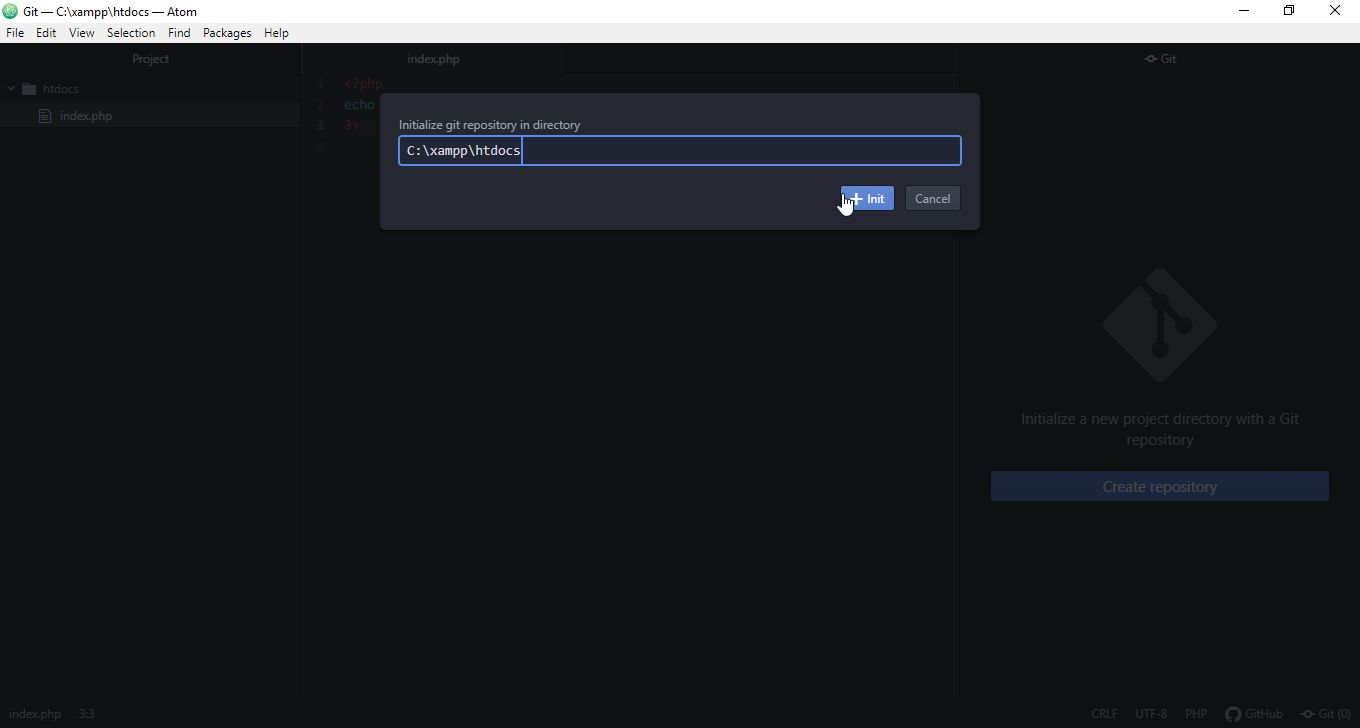 Git — C:\xampp\htdocs — Atom
File Edit View Selection Find Packages Help
Project
index.php
Git
htdocs
index.php
1 <?php
2 echo
3 ?>
4
Initialize git repository in directory
C:\xampp\htdocs
Init
Cancel
Initialize a new project directory with a Git
repository
Create repository
index.php 3:3
CRLF UTF-8 PHP GitHub Git (0)